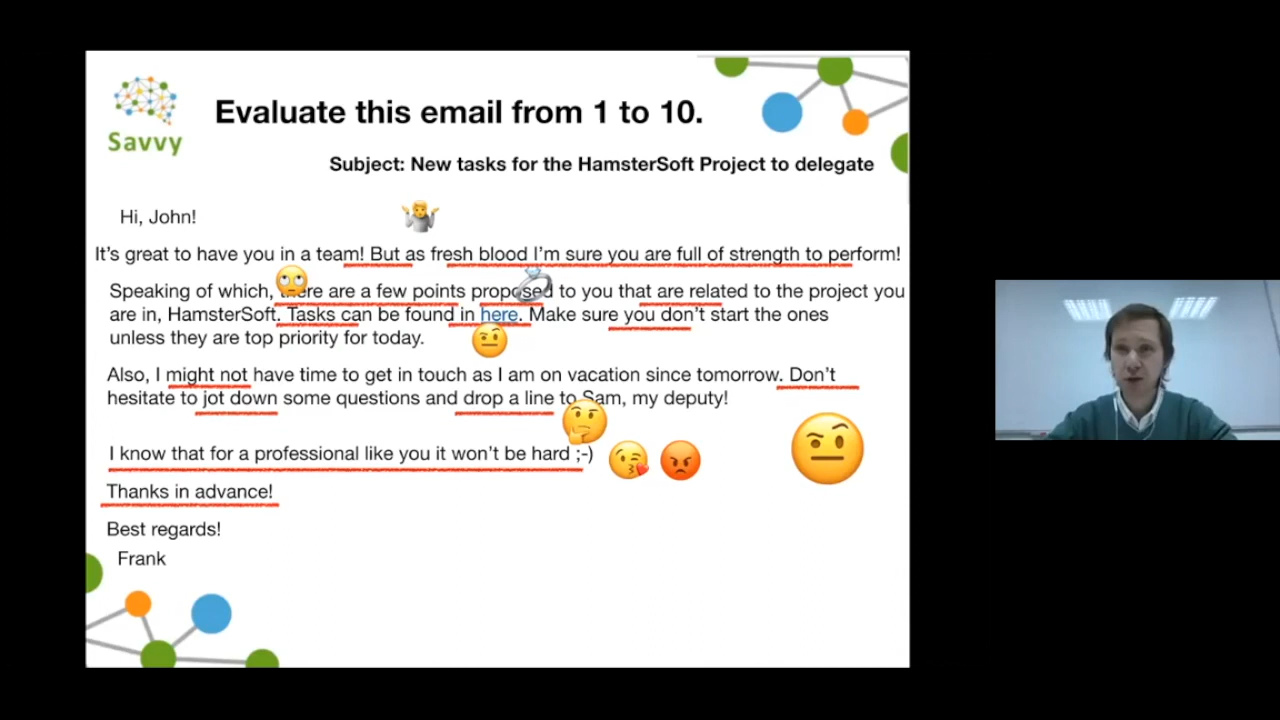 Savvy
Evaluate this email from 1 to 10.
Subject: New tasks for the HamsterSoft Project to delegate
Hi, John!
It's great to have you in a team! But as fresh blood I'm sure you are full of strength to perform!
Speaking of which, there are a few points proposed to you that are related to the project you
are in, HamsterSoft. Tasks can be found in here. Make sure you don't start the ones
unless they are top priority for today.
Also, I might not have time to get in touch as I am on vacation since tomorrow. Don't
hesitate to jot down some questions and drop a line to Sam, my deputy!
I know that for a professional like you it won't be hard ;-)
Thanks in advance!
Best regards!
Frank